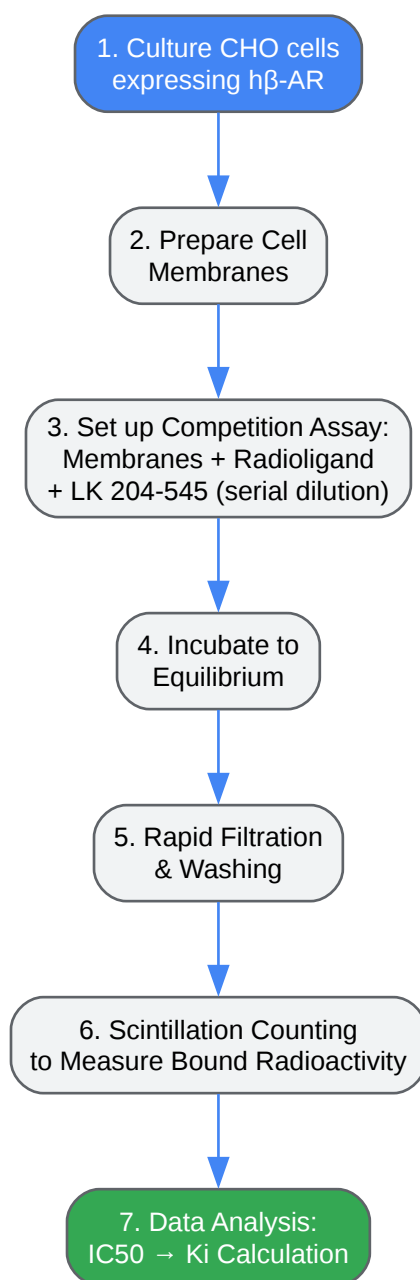 1. Culture CHO cells
expressing hβ-AR
2. Prepare Cell
Membranes
3. Set up Competition Assay:
Membranes + Radioligand
+ LK 204-545 (serial dilution)
4. Incubate to
Equilibrium
5. Rapid Filtration
& Washing
6. Scintillation Counting
to Measure Bound Radioactivity
7. Data Analysis:
IC50 → Ki Calculation